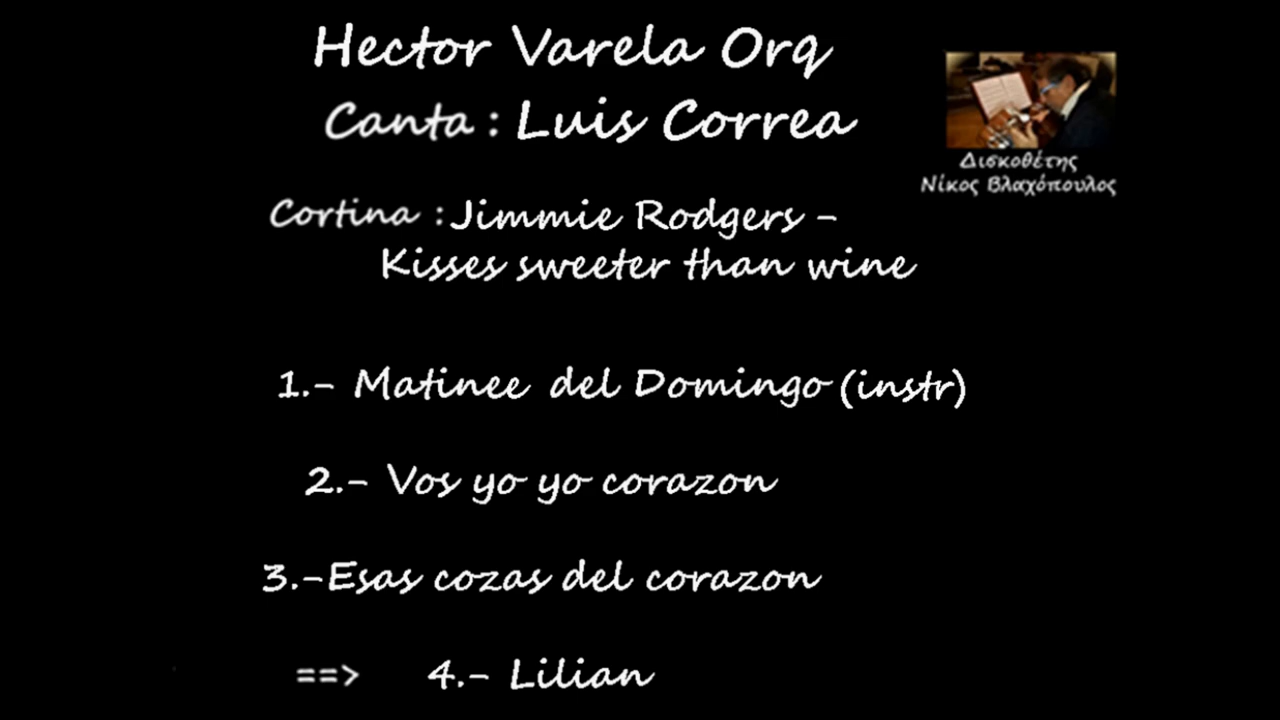 Hector Varela Orq
Canta : Luis Correa
Δισκοθέτης
Νίκος Βλαχόπουλος
Cortina : Jimmie Rodgers -
Kisses sweeter than wine
1.- Matinee del Domingo (instr)
2.- Vos yo yo corazon
3.-Esas cozas del corazon
==> 4.- Lilian